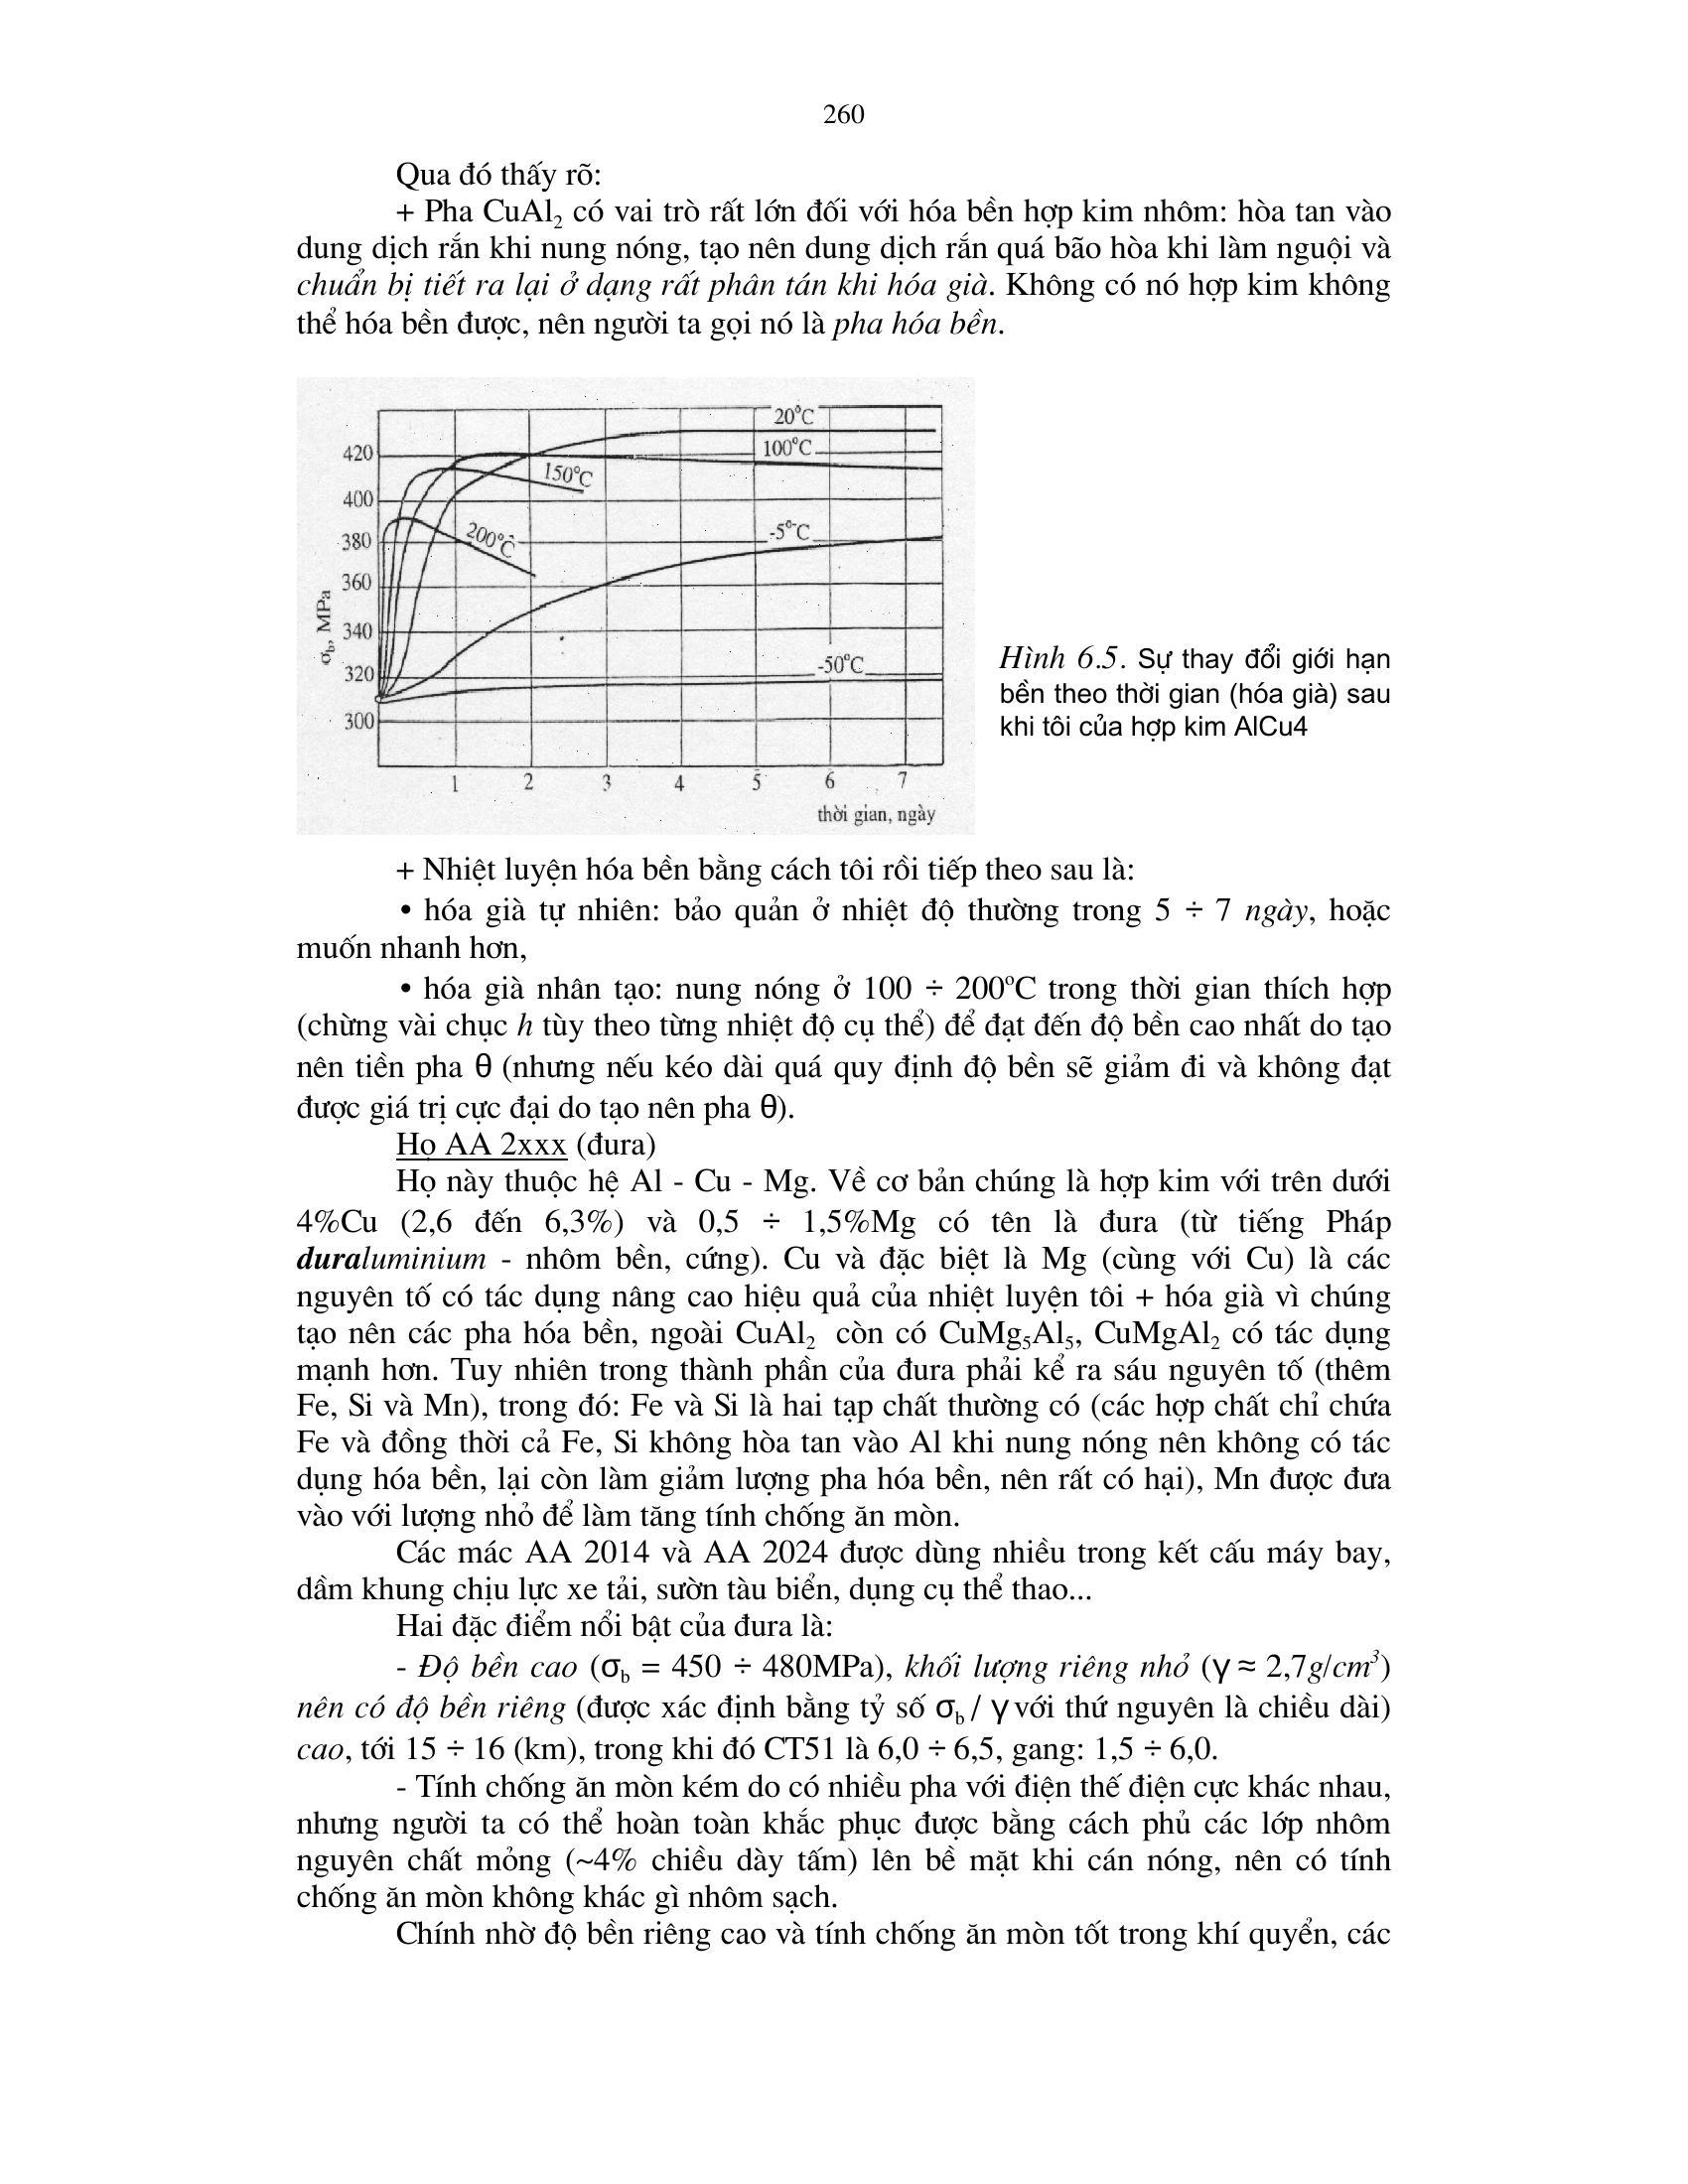 260
Qua đó thấy rõ:
+ Pha CuAl₂ có vai trò rất lớn đối với hóa bền hợp kim nhôm: hòa tan vào
dung dịch rắn khi nung nóng, tạo nên dung dịch rắn quá bão hòa khi làm nguội và
chuẩn bị tiết ra lại ở dạng rất phân tán khi hóa già. Không có nó hợp kim không
thể hóa bền được, nên người ta gọi nó là pha hóa bền.
20°C
100°C
150°C
200°C
-5°C
-50°C
420
400
380
360
340
320
300
σb, MPa
1 2 3 4 5 6 7
thời gian, ngày
Hình 6.5. Sự thay đổi giới hạn
bền theo thời gian (hóa già) sau
khi tôi của hợp kim AlCu4
+ Nhiệt luyện hóa bền bằng cách tôi rồi tiếp theo sau là:
• hóa già tự nhiên: bảo quản ở nhiệt độ thường trong 5 ÷ 7 ngày, hoặc
muốn nhanh hơn,
• hóa già nhân tạo: nung nóng ở 100 ÷ 200ºC trong thời gian thích hợp
(chừng vài chục h tùy theo từng nhiệt độ cụ thể) để đạt đến độ bền cao nhất do tạo
nên tiền pha θ (nhưng nếu kéo dài quá quy định độ bền sẽ giảm đi và không đạt
được giá trị cực đại do tạo nên pha θ).
Họ AA 2xxx (đura)
Họ này thuộc hệ Al - Cu - Mg. Về cơ bản chúng là hợp kim với trên dưới
4%Cu (2,6 đến 6,3%) và 0,5 ÷ 1,5%Mg có tên là đura (từ tiếng Pháp
duraluminium - nhôm bền, cứng). Cu và đặc biệt là Mg (cùng với Cu) là các
nguyên tố có tác dụng nâng cao hiệu quả của nhiệt luyện tôi + hóa già vì chúng
tạo nên các pha hóa bền, ngoài CuAl₂ còn có CuMg₅Al₅, CuMgAl₂ có tác dụng
mạnh hơn. Tuy nhiên trong thành phần của đura phải kể ra sáu nguyên tố (thêm
Fe, Si và Mn), trong đó: Fe và Si là hai tạp chất thường có (các hợp chất chỉ chứa
Fe và đồng thời cả Fe, Si không hòa tan vào Al khi nung nóng nên không có tác
dụng hóa bền, lại còn làm giảm lượng pha hóa bền, nên rất có hại), Mn được đưa
vào với lượng nhỏ để làm tăng tính chống ăn mòn.
Các mác AA 2014 và AA 2024 được dùng nhiều trong kết cấu máy bay,
dầm khung chịu lực xe tải, sườn tàu biển, dụng cụ thể thao...
Hai đặc điểm nổi bật của đura là:
- Độ bền cao (σb = 450 ÷ 480MPa), khối lượng riêng nhỏ (γ ≈ 2,7g/cm³)
nên có độ bền riêng (được xác định bằng tỷ số σb / γ với thứ nguyên là chiều dài)
cao, tới 15 ÷ 16 (km), trong khi đó CT51 là 6,0 ÷ 6,5, gang: 1,5 ÷ 6,0.
- Tính chống ăn mòn kém do có nhiều pha với điện thế điện cực khác nhau,
nhưng người ta có thể hoàn toàn khắc phục được bằng cách phủ các lớp nhôm
nguyên chất mỏng (~4% chiều dày tấm) lên bề mặt khi cán nóng, nên có tính
chống ăn mòn không khác gì nhôm sạch.
Chính nhờ độ bền riêng cao và tính chống ăn mòn tốt trong khí quyển, các